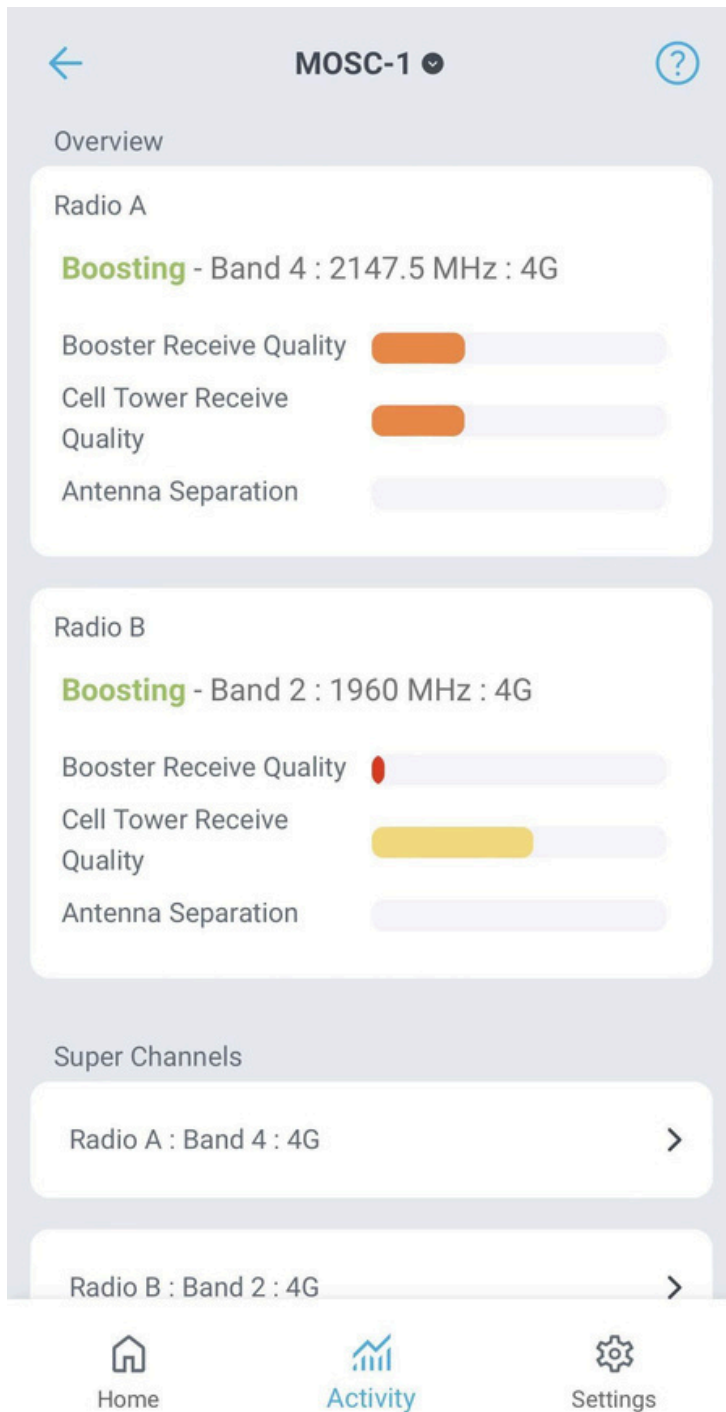 MOSC-1
?
Overview
Radio A
Boosting - Band 4 : 2147.5 MHz : 4G
Booster Receive Quality
Cell Tower Receive
Quality
Antenna Separation
Radio B
Boosting - Band 2 : 1960 MHz : 4G
Booster Receive Quality
Cell Tower Receive
Quality
Antenna Separation
Super Channels
Radio A : Band 4 : 4G
Radio B : Band 2 : 4G
Home Activity Settings